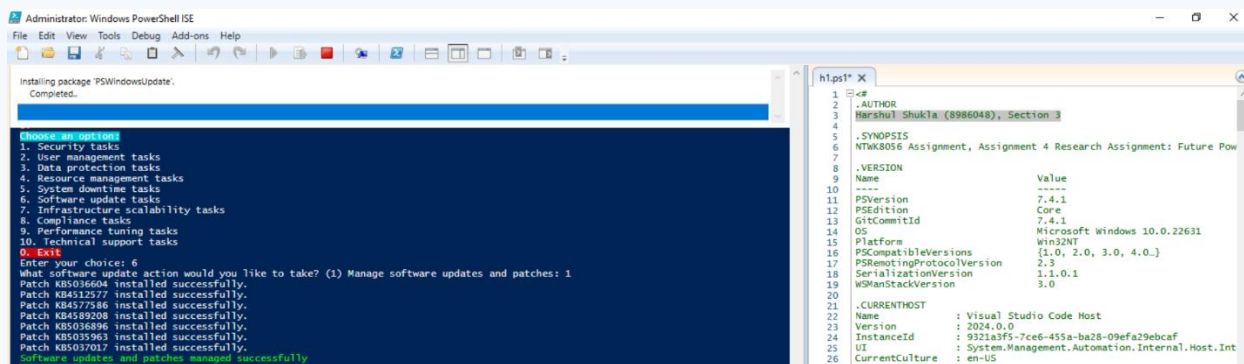 Administrator: Windows PowerShell ISE
File Edit View Tools Debug Add-ons Help
Installing package 'PSWindowsUpdate'.
Completed..
Choose an option:
1. Security tasks
2. User management tasks
3. Data protection tasks
4. Resource management tasks
5. System downtime tasks
6. Software update tasks
7. Infrastructure scalability tasks
8. Compliance tasks
9. Performance tuning tasks
10. Technical support tasks
0. Exit
Enter your choice: 6
What software update action would you like to take? (1) Manage software updates and patches: 1
Patch KB5036604 installed successfully.
Patch KB4512577 installed successfully.
Patch KB4577586 installed successfully.
Patch KB4589208 installed successfully.
Patch KB5036896 installed successfully.
Patch KB5035963 installed successfully.
Patch KB5037017 installed successfully.
Software updates and patches managed successfully
h1.ps1* X
1 <#
2 .AUTHOR
3 Harshul Shukla (8986048), Section 3
4
5 .SYNOPSIS
6 NTWK8056 Assignment, Assignment 4 Research Assignment: Future Pow
7
8 .VERSION
9 Name Value
10 ---- -----
11 PSVersion 7.4.1
12 PSEdition Core
13 GitCommitId 7.4.1
14 OS Microsoft Windows 10.0.22631
15 Platform Win32NT
16 PSCompatibleVersions {1.0, 2.0, 3.0, 4.0…}
17 PSRemotingProtocolVersion 2.3
18 SerializationVersion 1.1.0.1
19 WSManStackVersion 3.0
20
21 .CURRENTHOST
22 Name : Visual Studio Code Host
23 Version : 2024.0.0
24 InstanceId : 9321a3f5-7ce6-455a-ba28-09efa29ebcaf
25 UI : System.Management.Automation.Internal.Host.Int
26 CurrentCulture : en-US